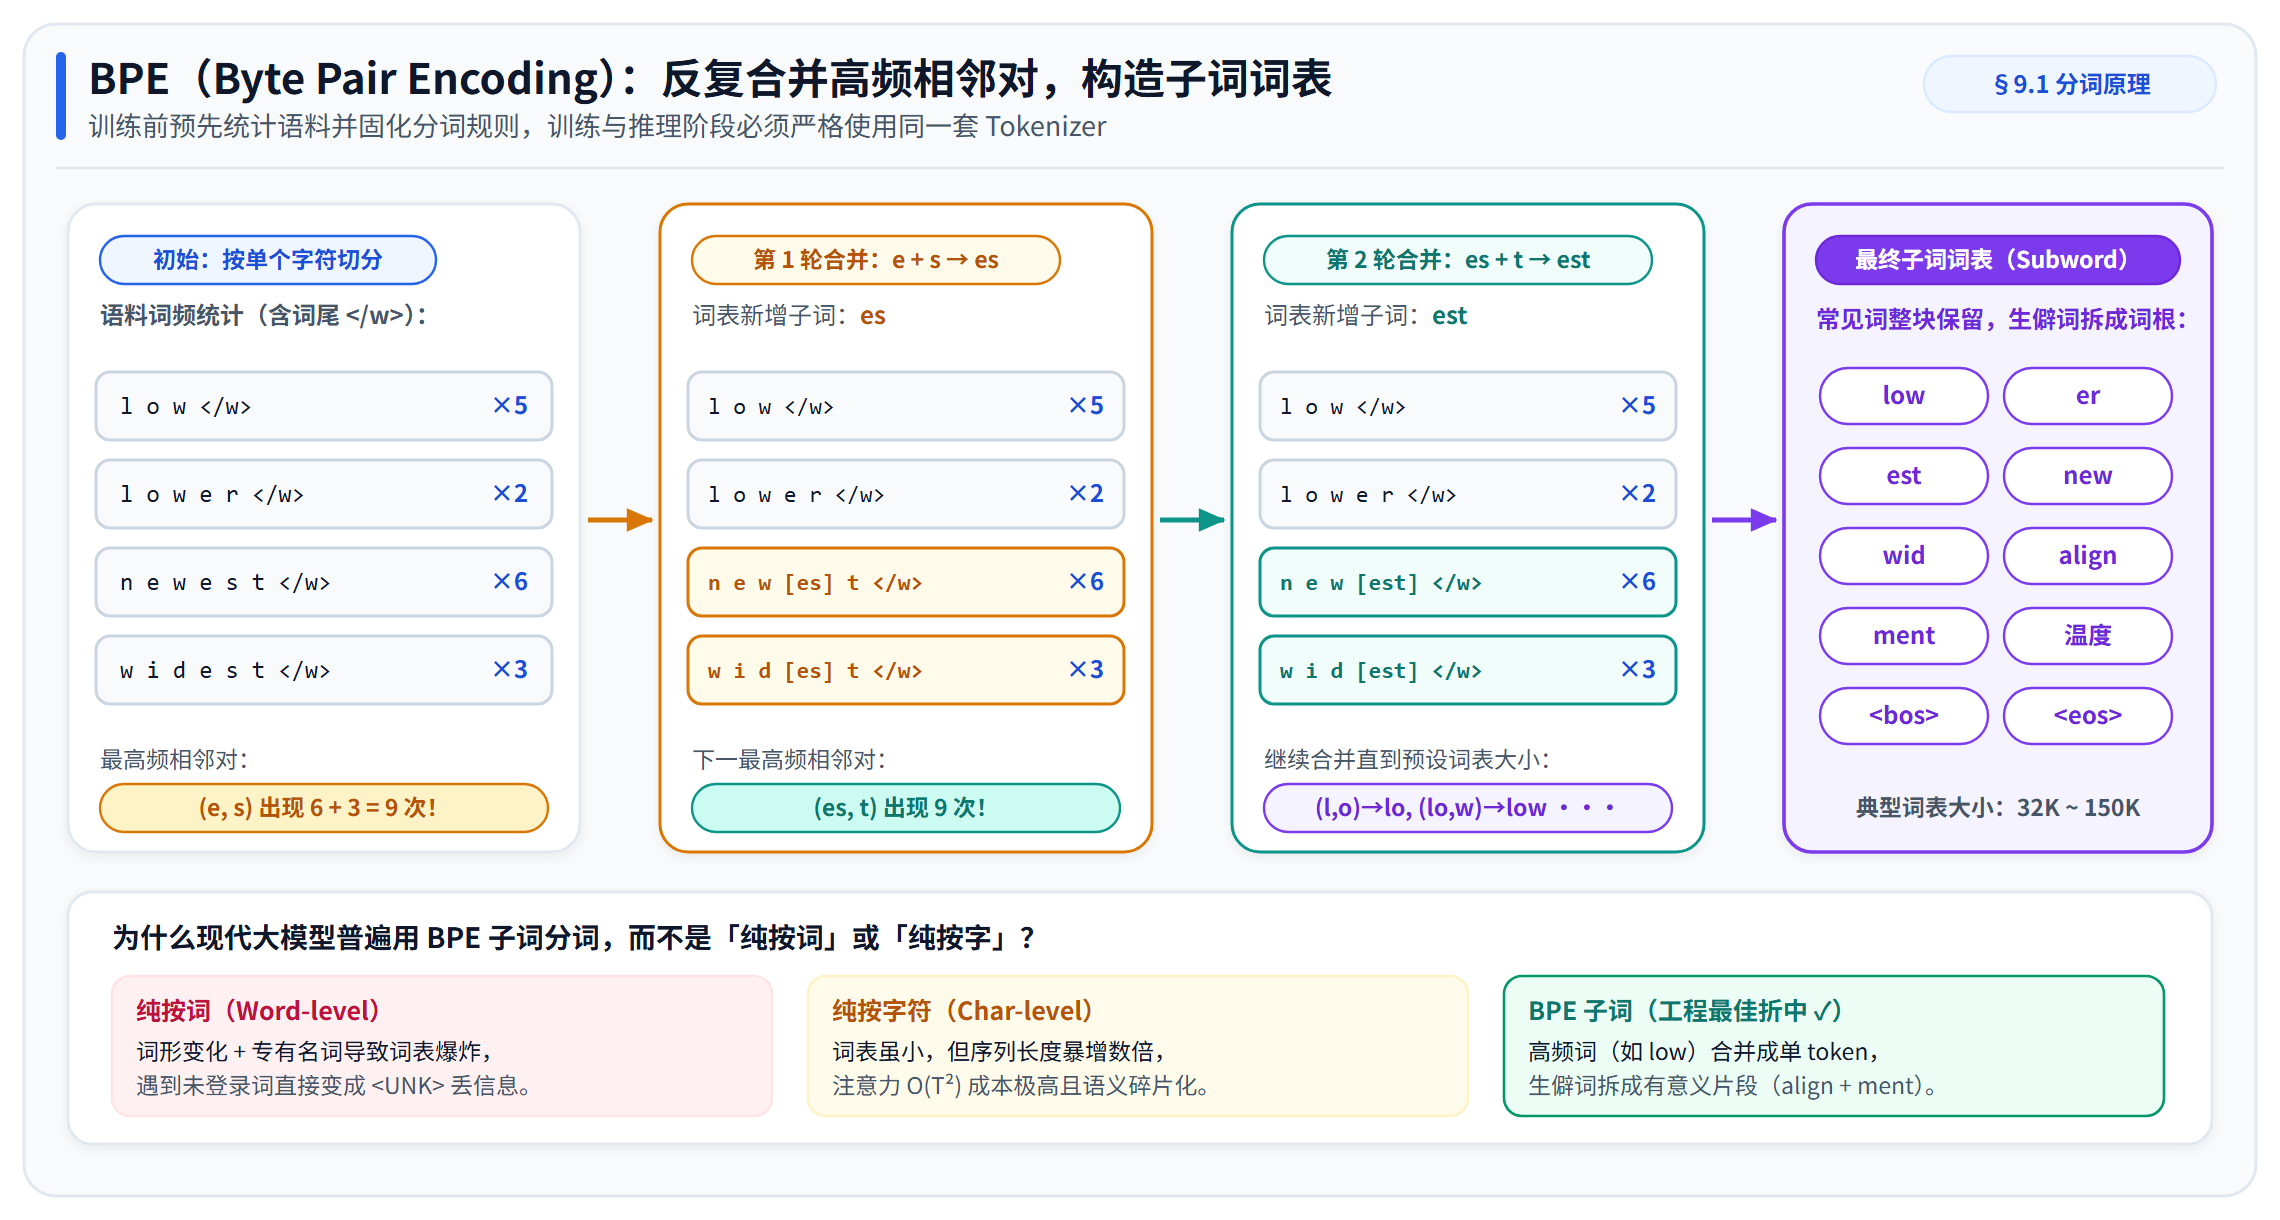 BPE（Byte Pair Encoding）：反复合并高频相邻对，构造子词词表
§ 9.1 分词原理
训练前预先统计语料并固化分词规则，训练与推理阶段必须严格使用同一套 Tokenizer
初始：按单个字符切分
语料词频统计（含词尾 </w>）：
l o w </w> ×5
l o w e r </w> ×2
n e w e s t </w> ×6
w i d e s t </w> ×3
最高频相邻对：
(e, s) 出现 6 + 3 = 9 次！
第 1 轮合并：e + s → es
词表新增子词：es
l o w </w> ×5
l o w e r </w> ×2
n e w [es] t </w> ×6
w i d [es] t </w> ×3
下一最高频相邻对：
(es, t) 出现 9 次！
第 2 轮合并：es + t → est
词表新增子词：est
l o w </w> ×5
l o w e r </w> ×2
n e w [est] </w> ×6
w i d [est] </w> ×3
继续合并直到预设词表大小：
(l,o)→lo, (lo,w)→low ···
最终子词词表（Subword）
常见词整块保留，生僻词拆成词根：
low er
est new
wid align
ment 温度
<bos> <eos>
典型词表大小：32K ~ 150K
为什么现代大模型普遍用 BPE 子词分词，而不是「纯按词」或「纯按字」？
纯按词（Word-level）
词形变化 + 专有名词导致词表爆炸，
遇到未登录词直接变成 <UNK> 丢信息。
纯按字符（Char-level）
词表虽小，但序列长度暴增数倍，
注意力 O(T²) 成本极高且语义碎片化。
BPE 子词（工程最佳折中 ✓）
高频词（如 low）合并成单 token，
生僻词拆成有意义片段（align + ment）。